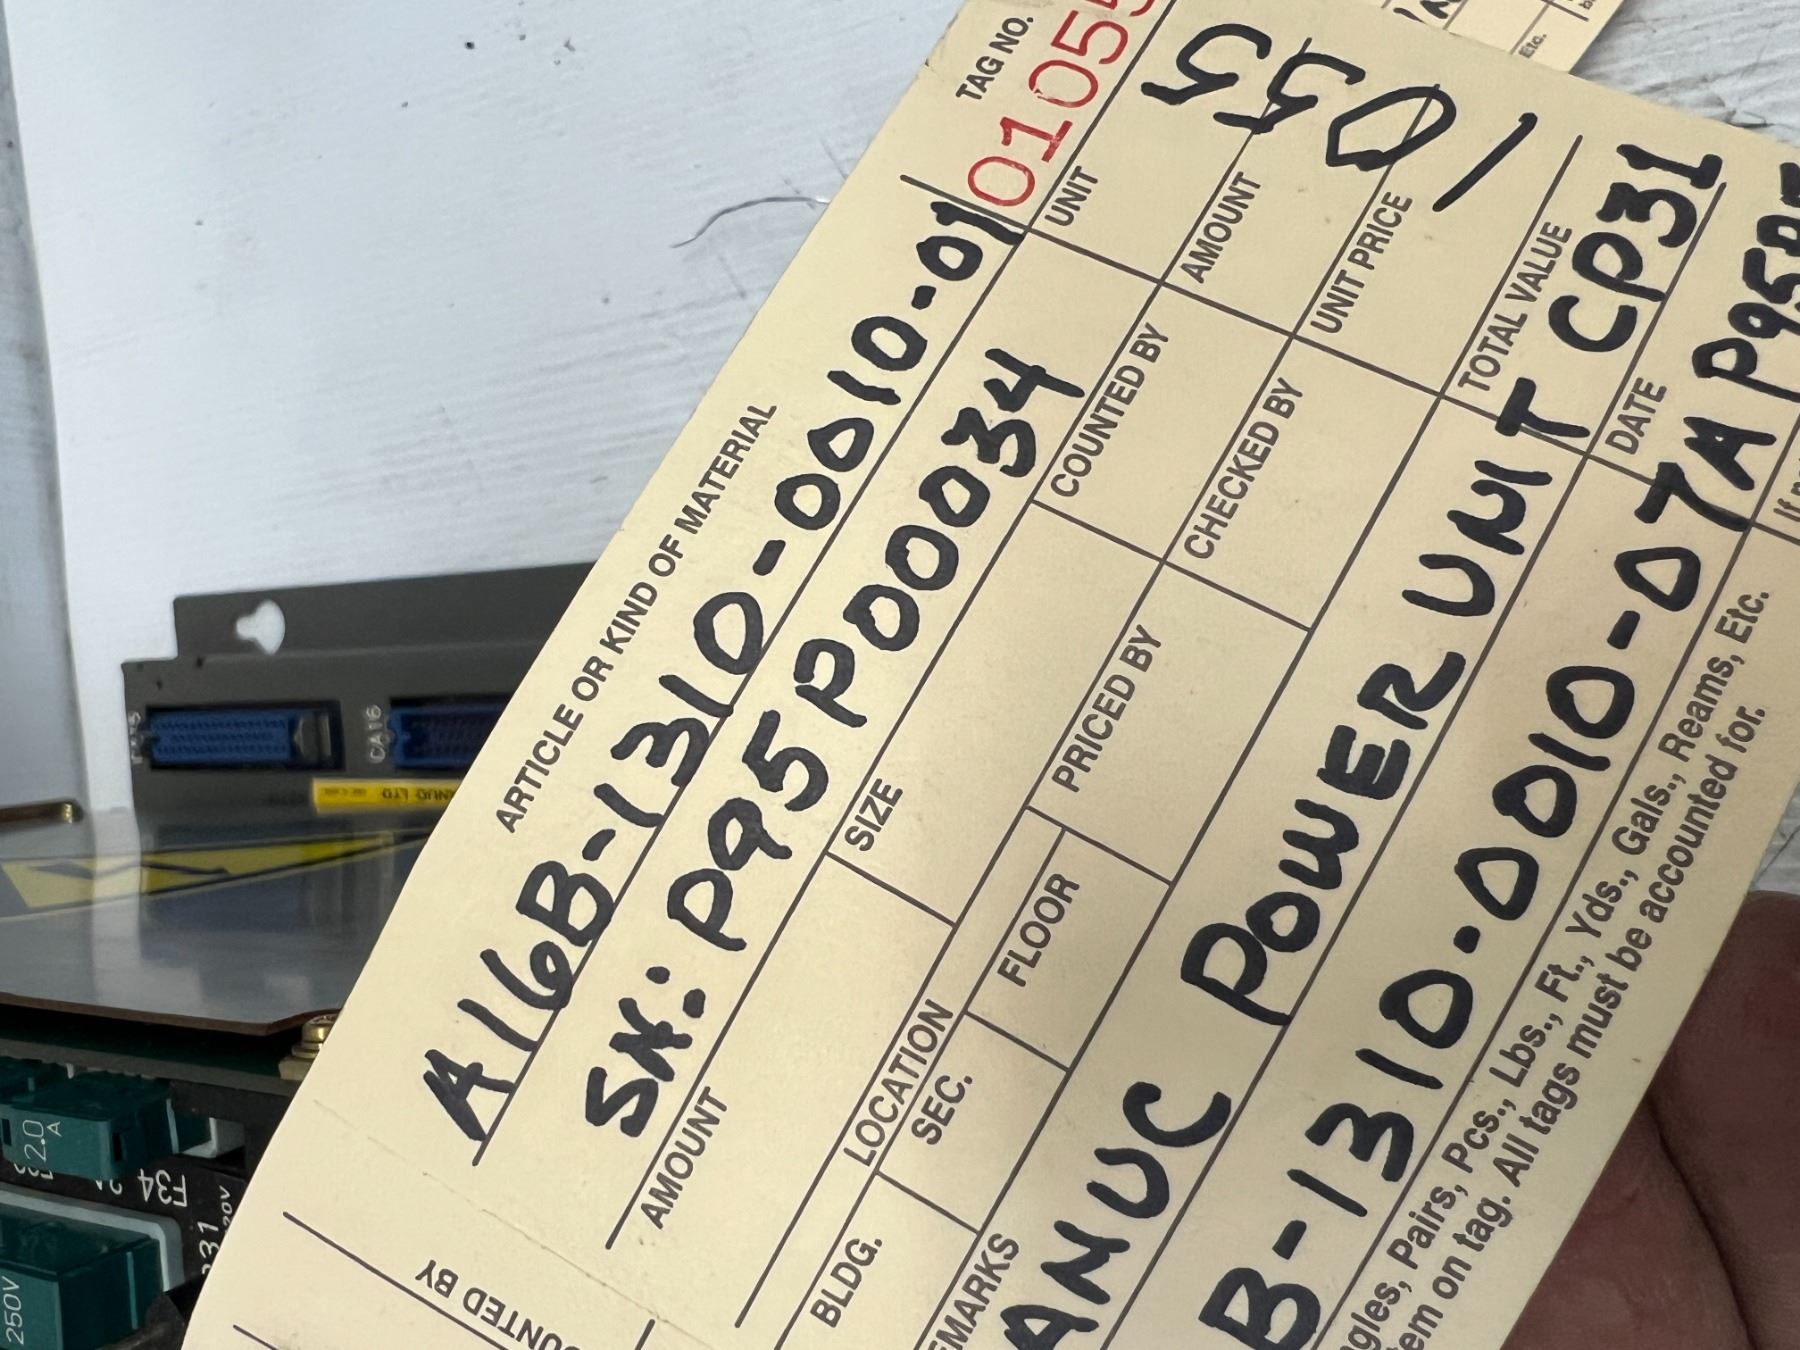 TAG NO.
0105
ARTICLE OR KIND OF MATERIAL
A16B-1310-0010-01
SN: P95P00034
AMOUNT
SIZE
COUNTED BY
UNIT
AMOUNT
UNIT PRICE
TOTAL VALUE
DATE
CHECKED BY
PRICED BY
LOCATION
BLDG.
SEC.
FLOOR
ANUC POWER UNIT CP31
B-1310-0010-07A
Yds., Gals., Reams, Etc.
Pairs, Pcs., Lbs., Ft.,
on tag. All tags must be accounted for.
Etc.
CA16
2.0
A
F34
250V